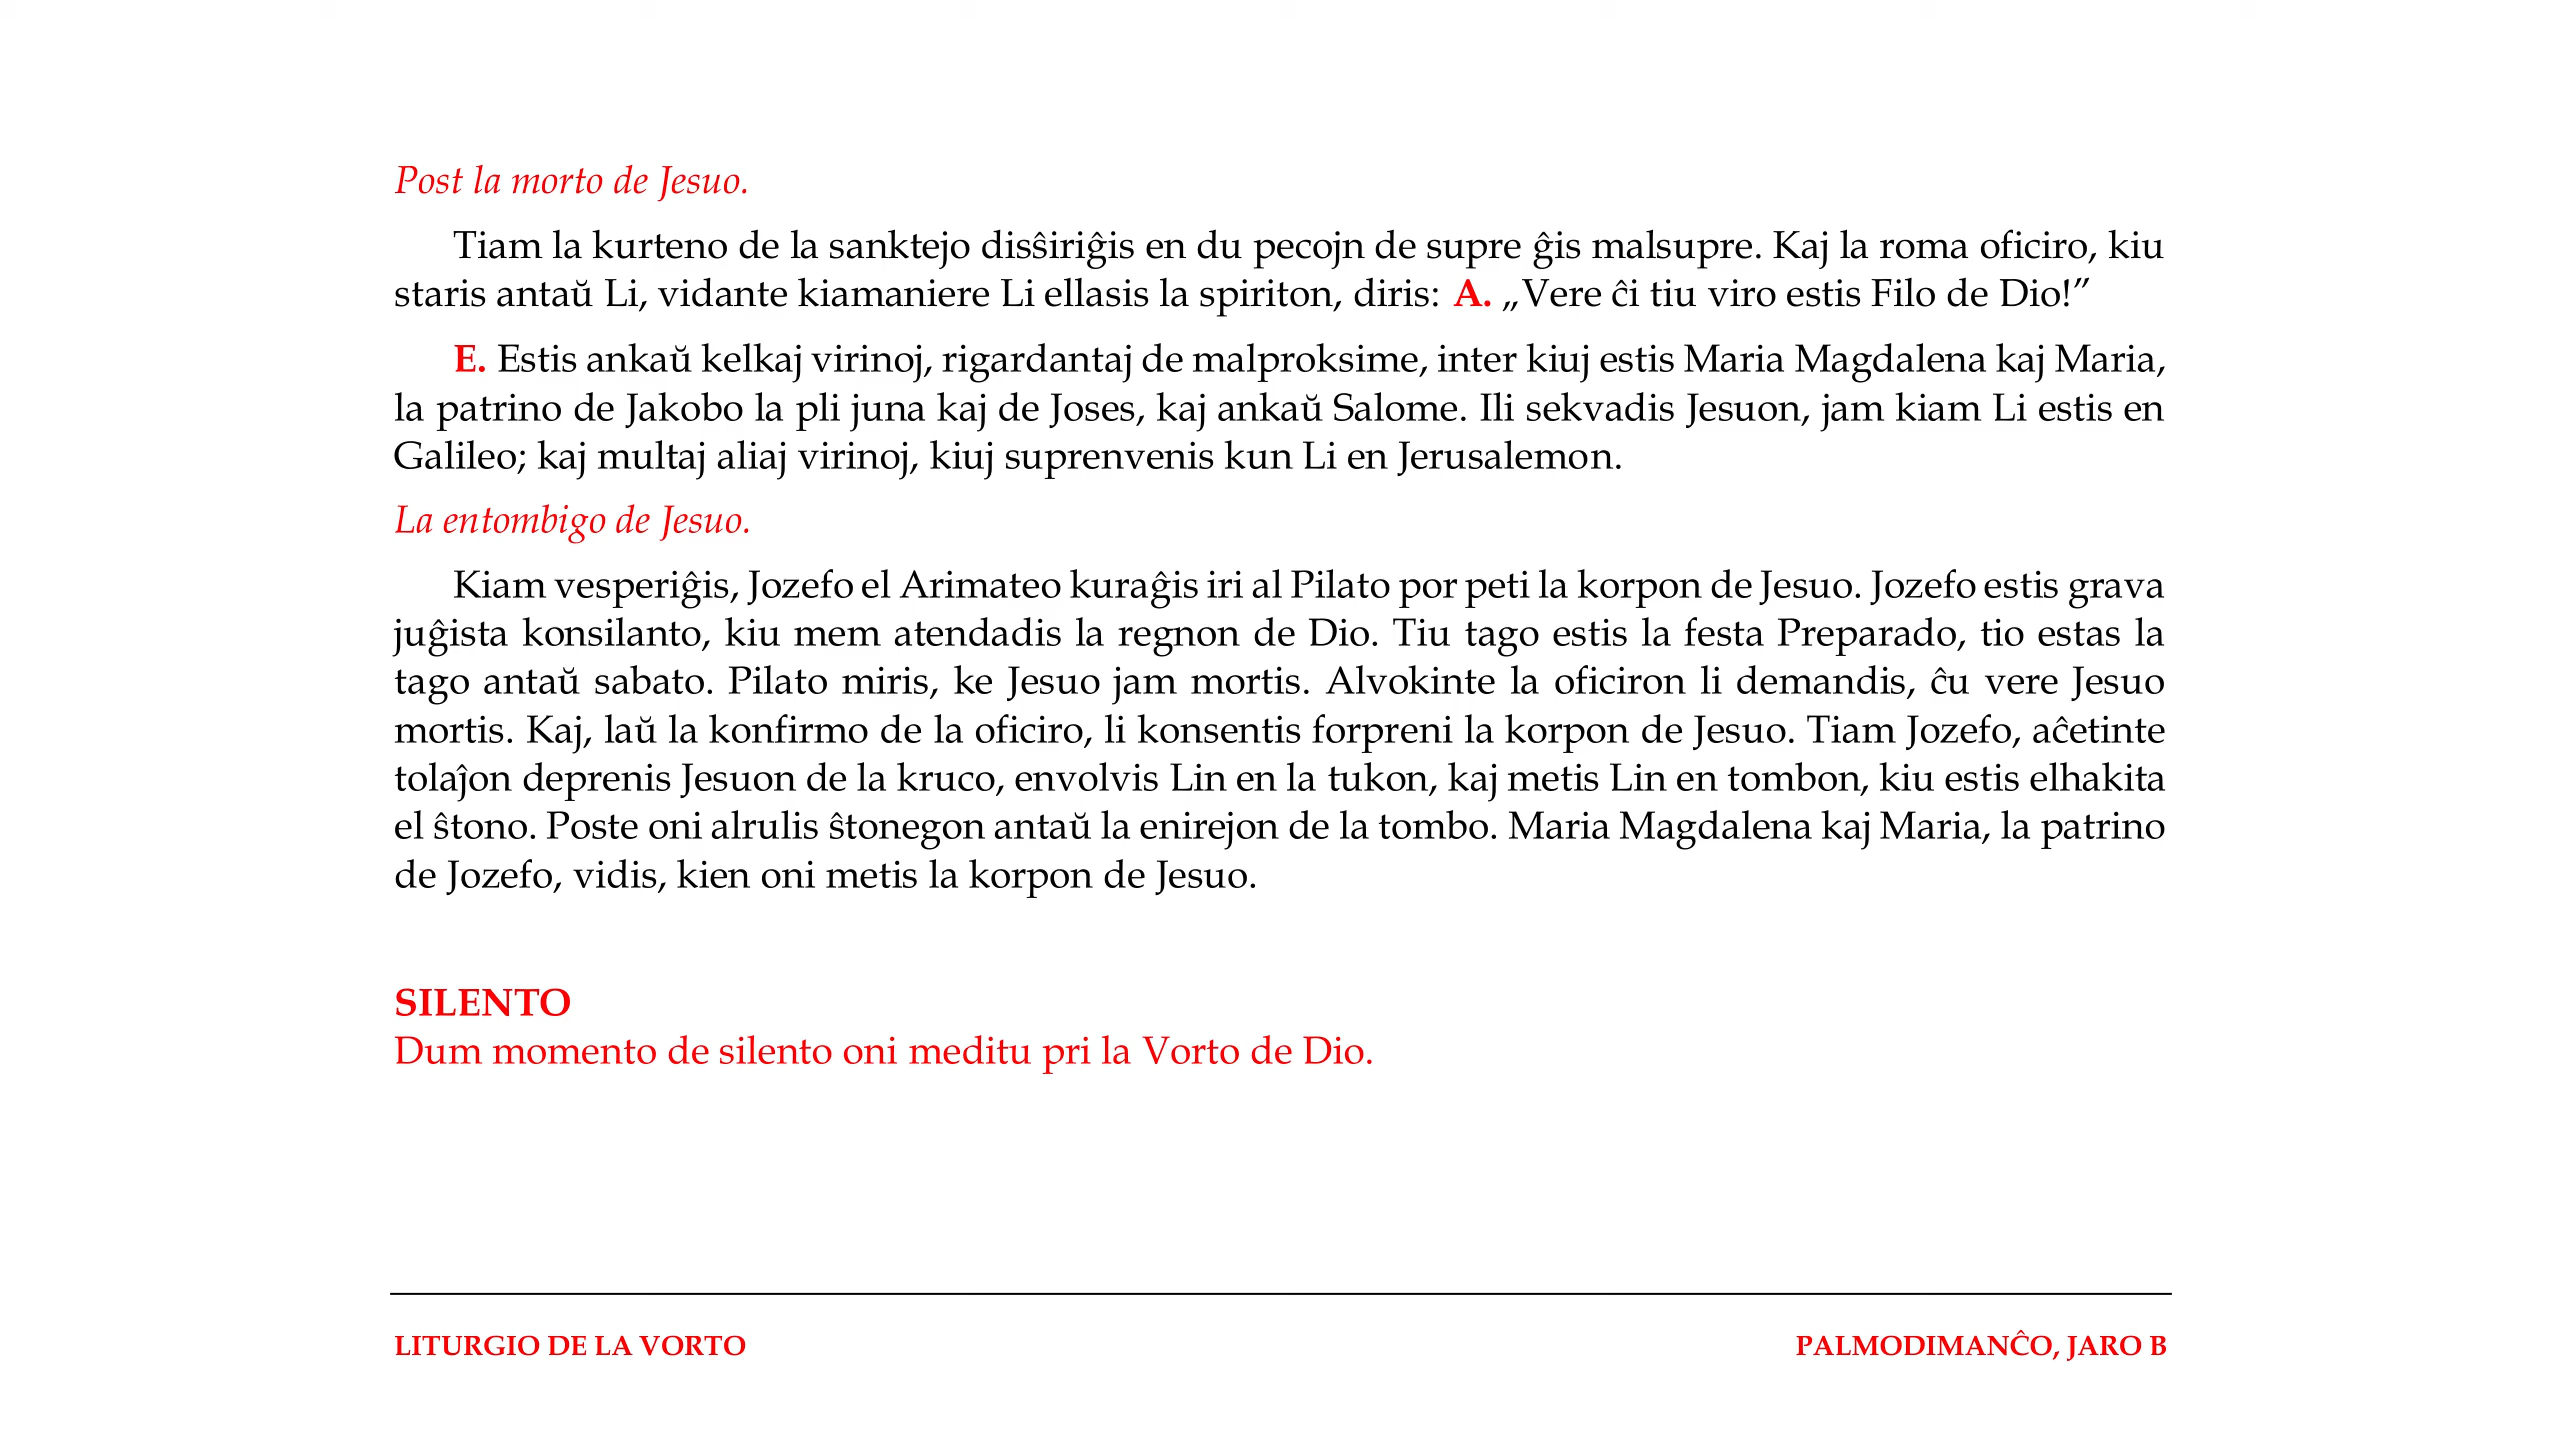 Post la morto de Jesuo.
Tiam la kurteno de la sanktejo disŝiriĝis en du pecojn de supre ĝis malsupre. Kaj la roma oficiro, kiu
staris antaŭ Li, vidante kiamaniere Li ellasis la spiriton, diris: A. „Vere ĉi tiu viro estis Filo de Dio!”
E. Estis ankaŭ kelkaj virinoj, rigardantaj de malproksime, inter kiuj estis Maria Magdalena kaj Maria,
la patrino de Jakobo la pli juna kaj de Joses, kaj ankaŭ Salome. Ili sekvadis Jesuon, jam kiam Li estis en
Galileo; kaj multaj aliaj virinoj, kiuj suprenvenis kun Li en Jerusalemon.
La entombigo de Jesuo.
Kiam vesperiĝis, Jozefo el Arimateo kuraĝis iri al Pilato por peti la korpon de Jesuo. Jozefo estis grava
juĝista konsilanto, kiu mem atendadis la regnon de Dio. Tiu tago estis la festa Preparado, tio estas la
tago antaŭ sabato. Pilato miris, ke Jesuo jam mortis. Alvokinte la oficiron li demandis, ĉu vere Jesuo
mortis. Kaj, laŭ la konfirmo de la oficiro, li konsentis forpreni la korpon de Jesuo. Tiam Jozefo, aĉetinte
tolaĵon deprenis Jesuon de la kruco, envolvis Lin en la tukon, kaj metis Lin en tombon, kiu estis elhakita
el ŝtono. Poste oni alrulis ŝtonegon antaŭ la enirejon de la tombo. Maria Magdalena kaj Maria, la patrino
de Jozefo, vidis, kien oni metis la korpon de Jesuo.
SILENTO
Dum momento de silento oni meditu pri la Vorto de Dio.
LITURGIO DE LA VORTO
PALMODIMANĈO, JARO B